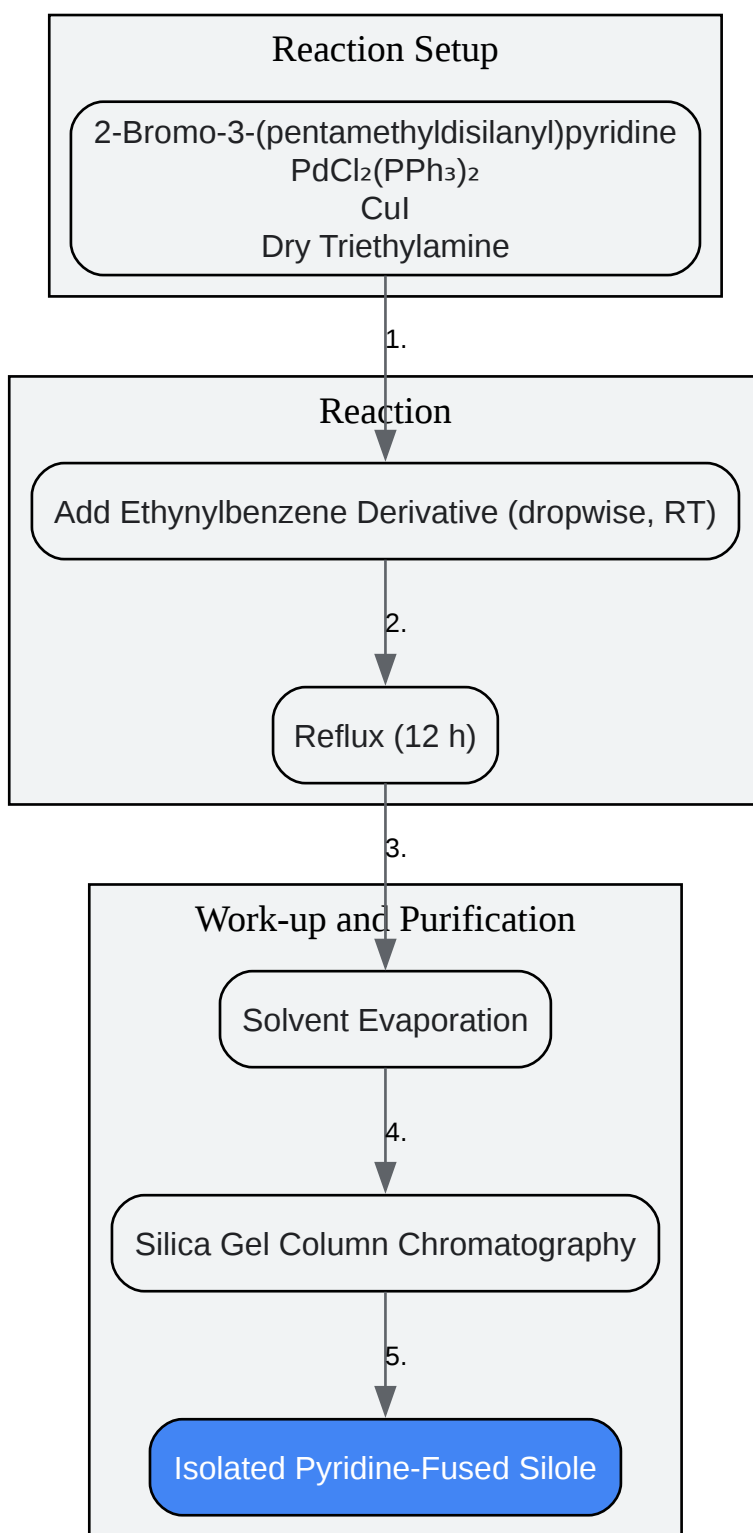 Reaction Setup
2-Bromo-3-(pentamethyldisilanyl)pyridine
PdCl₂(PPh₃)₂
CuI
Dry Triethylamine
1.
Reaction
Add Ethynylbenzene Derivative (dropwise, RT)
2.
Reflux (12 h)
3.
Work-up and Purification
Solvent Evaporation
4.
Silica Gel Column Chromatography
5.
Isolated Pyridine-Fused Silole